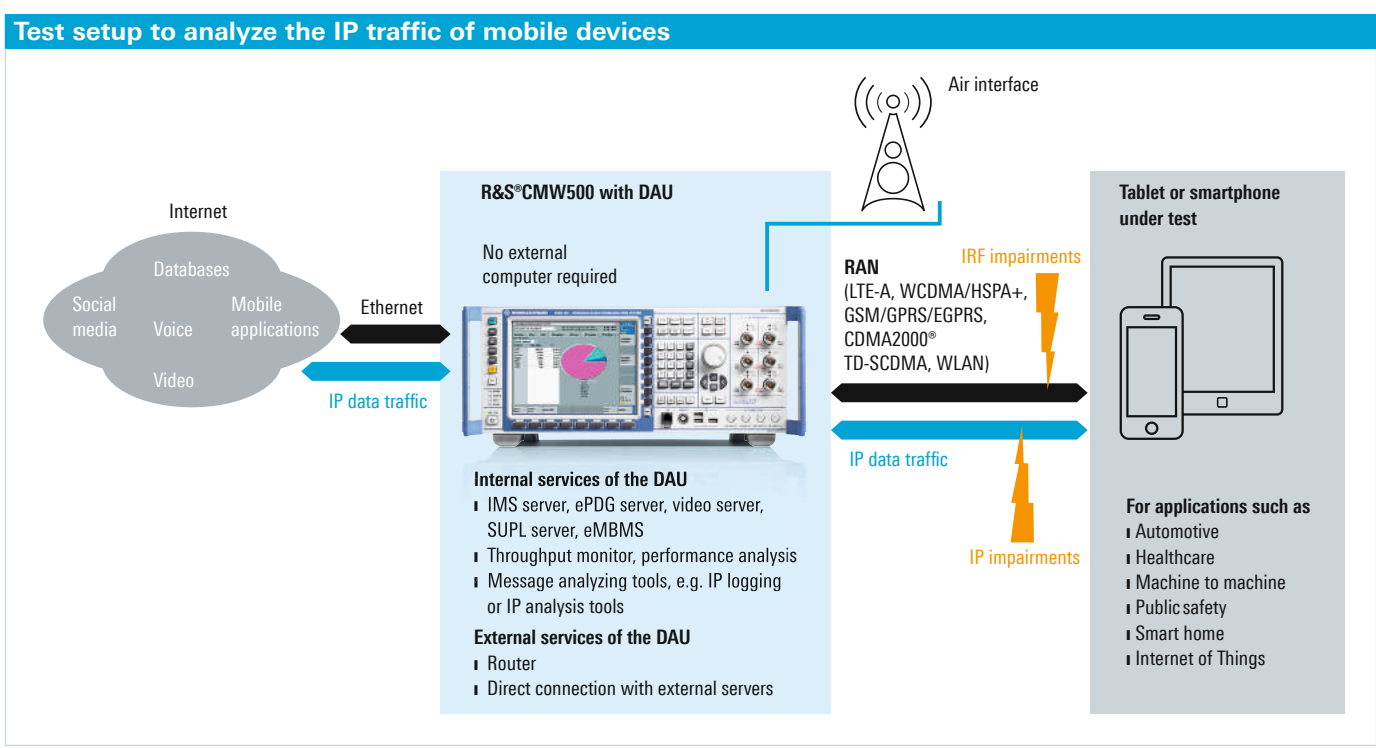 Test setup to analyze the IP traffic of mobile devices
Air interface
R&S®CMW500 with DAU
Tablet or smartphone
under test
Internet
No external
computer required
IRF impairments
RAN
(LTE-A, WCDMA/HSPA+,
GSM/GPRS/EGPRS,
CDMA2000®
TD-SCDMA, WLAN)
Databases
Social
media
Voice
Mobile
applications
Video
Ethernet
IP data traffic
IP data traffic
Internal services of the DAU
IMS server, ePDG server, video server,
SUPL server, eMBMS
Throughput monitor, performance analysis
Message analyzing tools, e.g. IP logging
or IP analysis tools
External services of the DAU
Router
Direct connection with external servers
IP impairments
For applications such as
Automotive
Healthcare
Machine to machine
Public safety
Smart home
Internet of Things